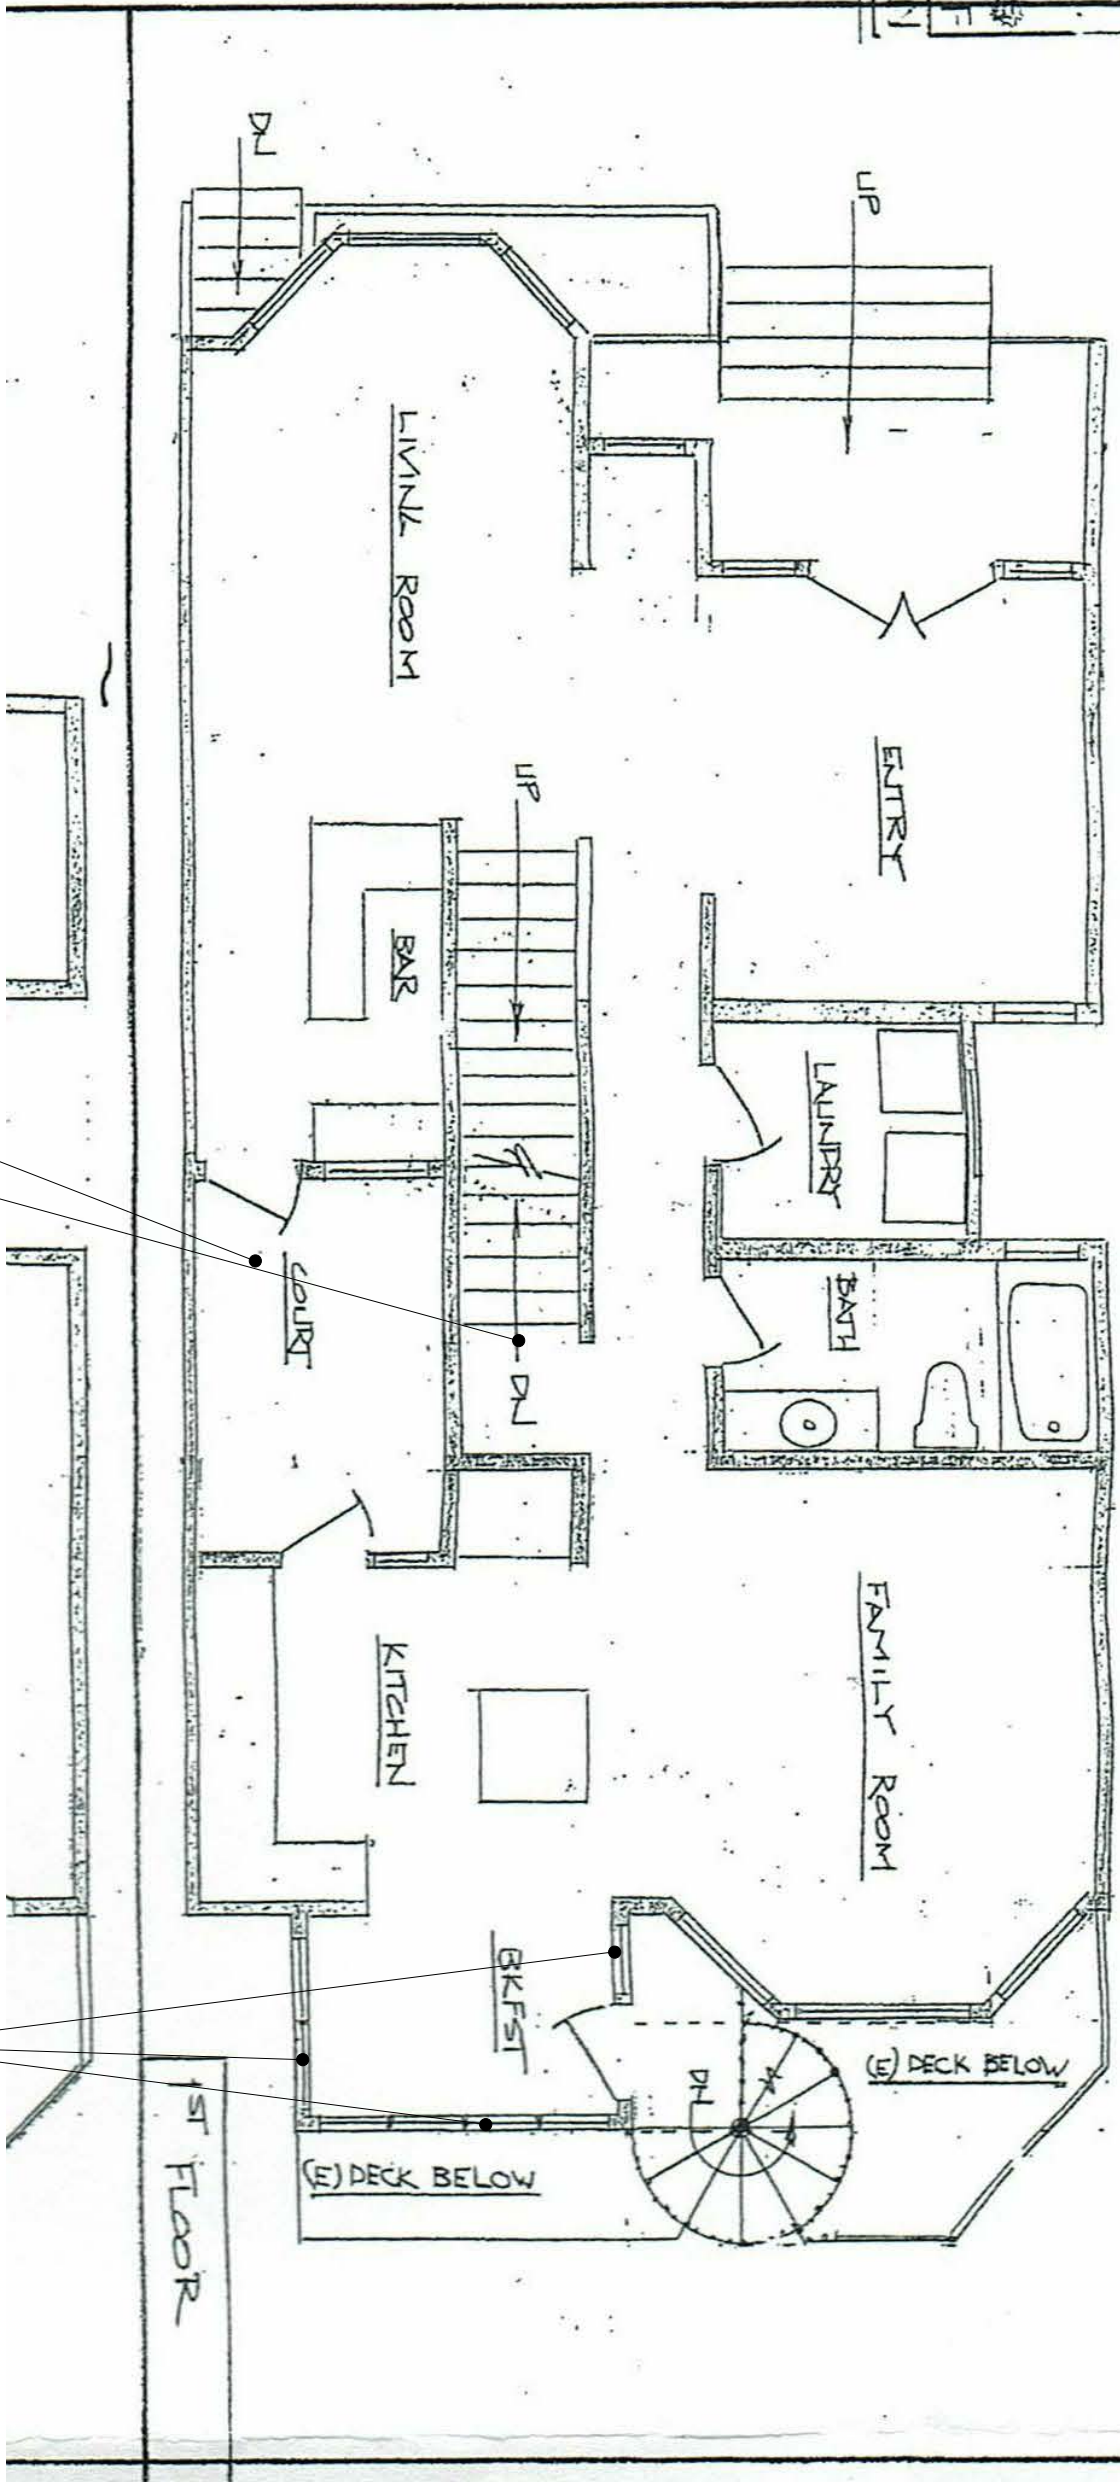 DN
UP
LIVING ROOM
ENTRY
UP
BAR
LAUNDRY
COURT
BATH
DN
KITCHEN
FAMILY ROOM
BKFST
DN
(E) DECK BELOW
(E) DECK BELOW
1ST FLOOR